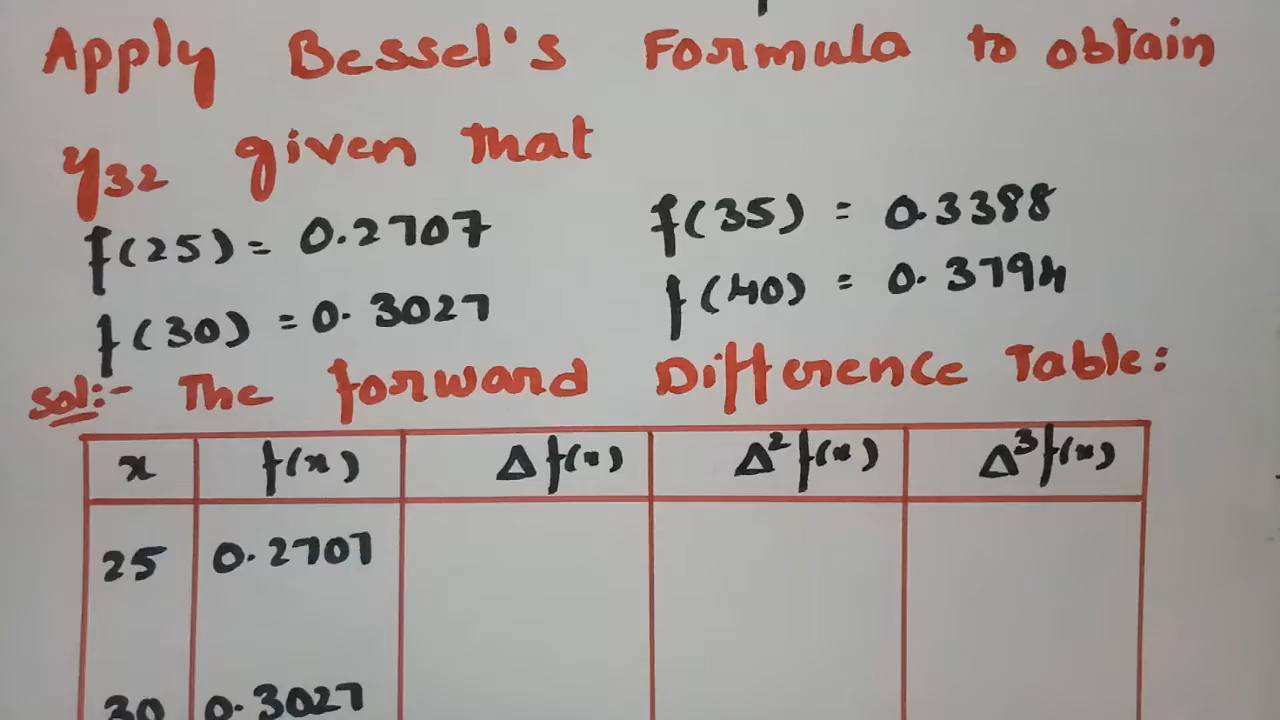 Apply Bessel's Formula to obtain
y32 given that
f(25) = 0.2707 f(35) = 0.3388
f(30) = 0.3027 f(40) = 0.3794
Sol:- The forward Difference Table:
x f(x) Δf(x) Δ²f(x) Δ³f(x)
25 0.2707
30 0.3027